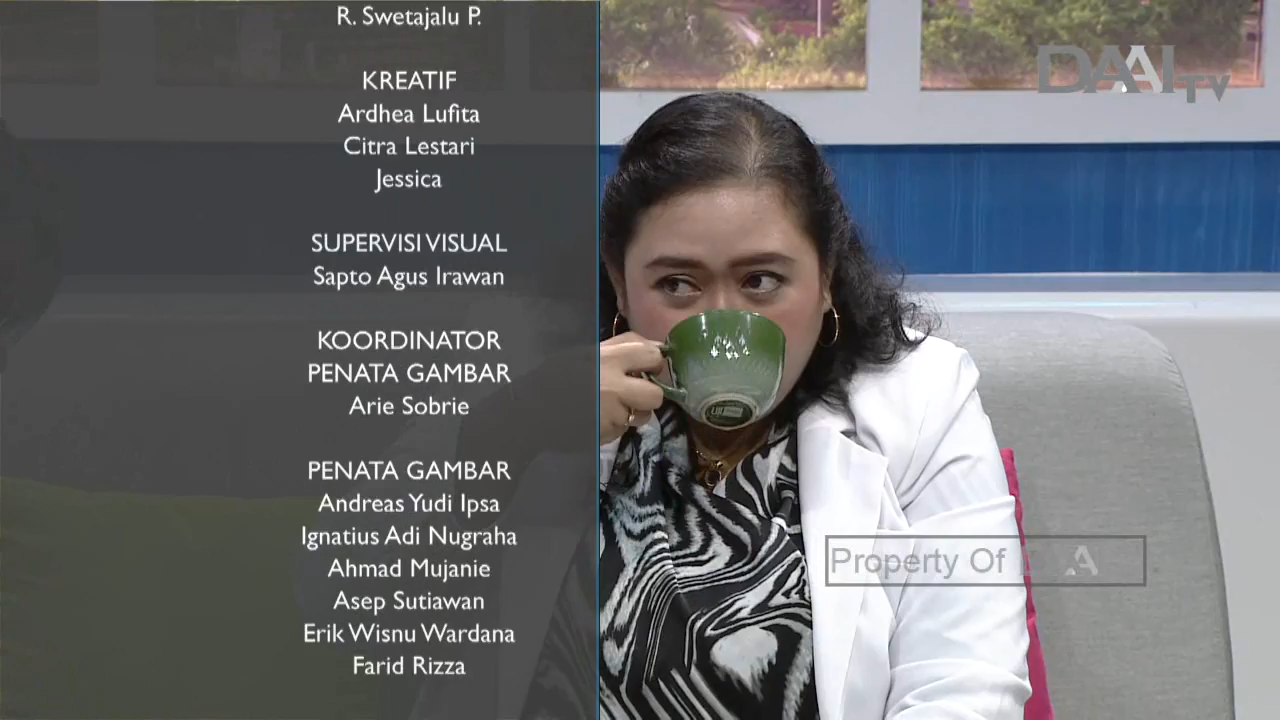 R. Swetajalu P.
KREATIF
Ardhea Lufita
Citra Lestari
Jessica
SUPERVISI VISUAL
Sapto Agus Irawan
KOORDINATOR
PENATA GAMBAR
Arie Sobrie
PENATA GAMBAR
Andreas Yudi Ipsa
Ignatius Adi Nugraha
Ahmad Mujanie
Asep Sutiawan
Erik Wisnu Wardana
Farid Rizza
DAAI TV
Property Of DAA